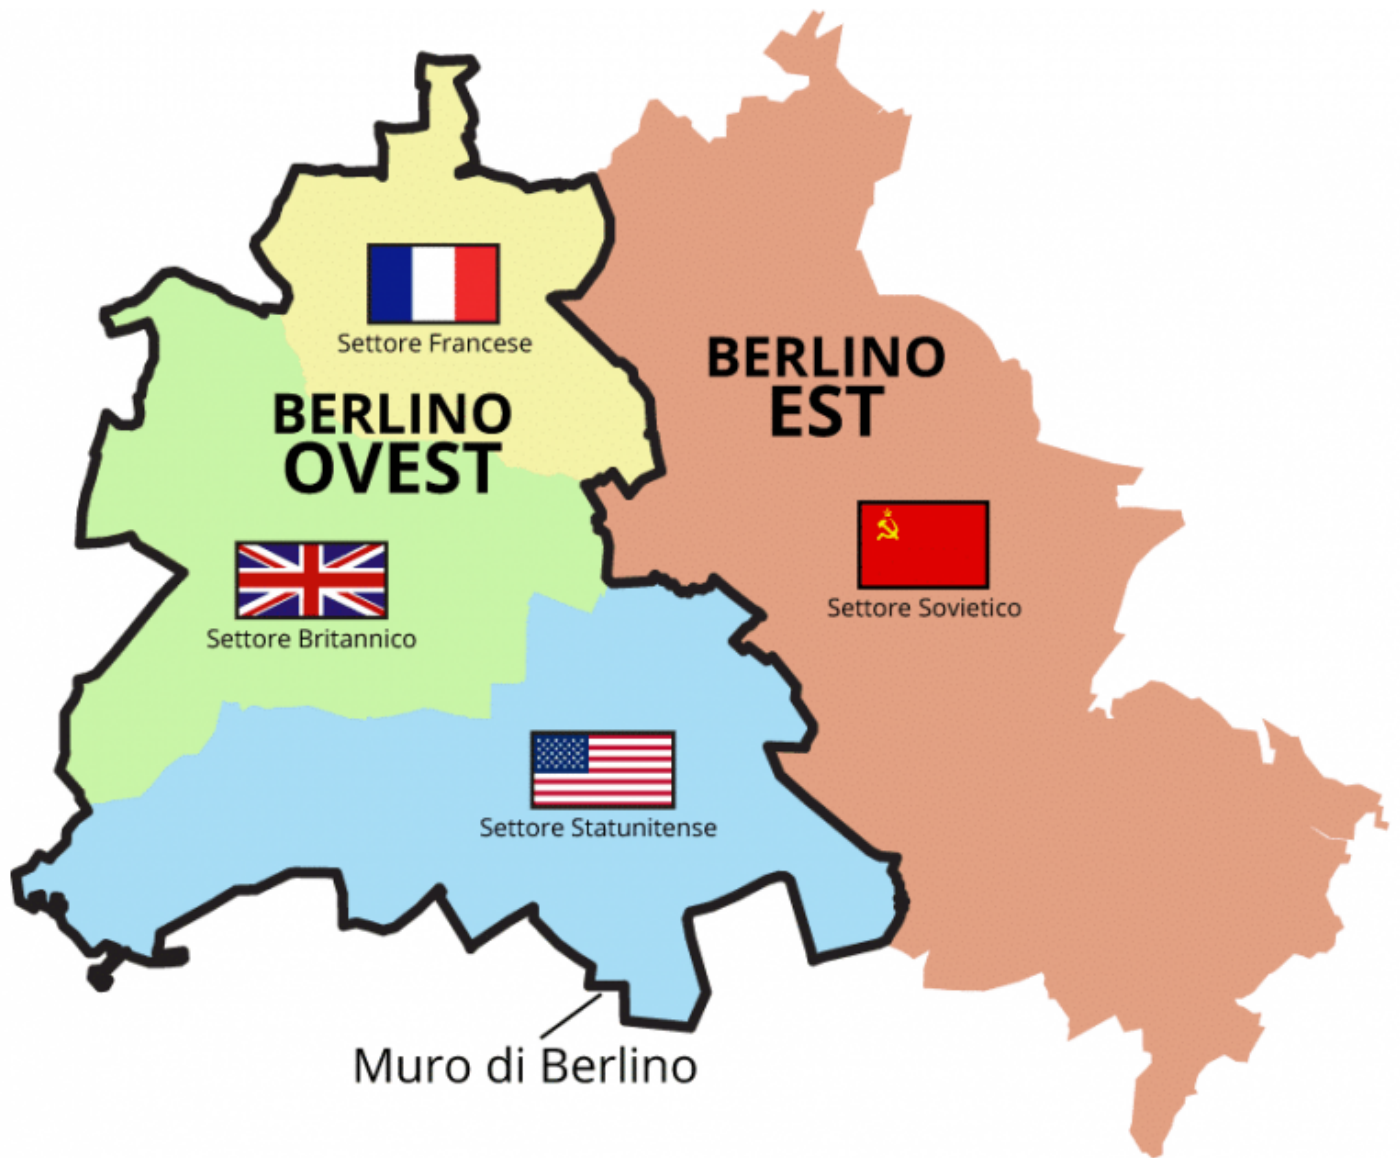 Settore Francese
BERLINO
OVEST
BERLINO
EST
Settore Britannico
Settore Sovietico
Settore Statunitense
Muro di Berlino